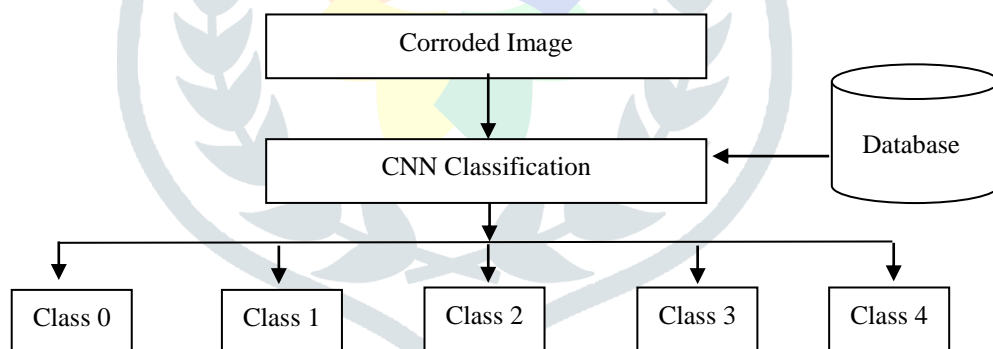 Corroded Image
Database
CNN Classification
Class 0
Class 1
Class 2
Class 3
Class 4